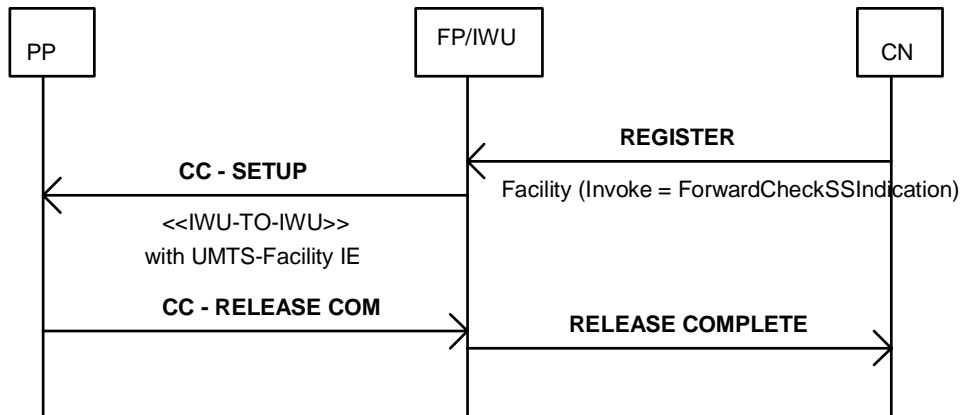 PP
FP/IWU
CN
REGISTER
CC - SETUP
Facility (Invoke = ForwardCheckSSIndication)
<<IWU-TO-IWU>>
with UMTS-Facility IE
CC - RELEASE COM
RELEASE COMPLETE